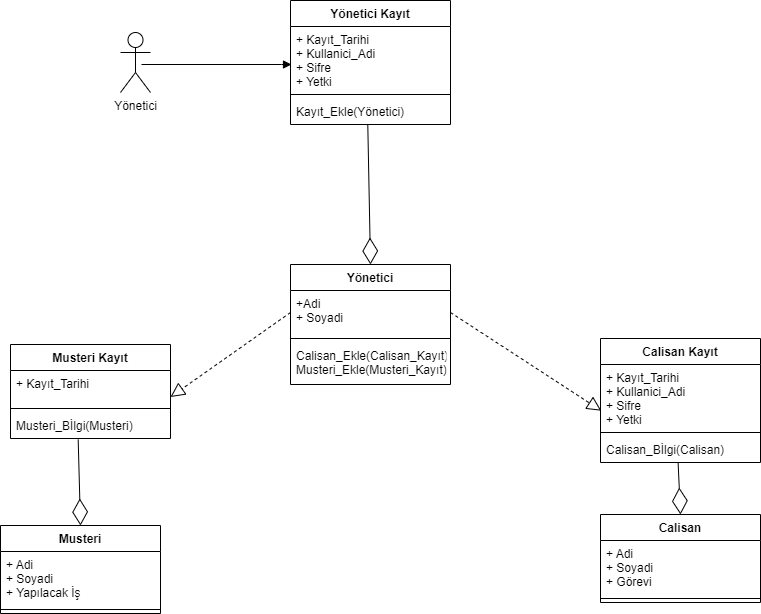 Yönetici Kayıt
+ Kayıt_Tarihi
+ Kullanici_Adi
+ Sifre
+ Yetki
Kayıt_Ekle(Yönetici)
Yönetici
Yönetici
+Adi
+ Soyadi
Calisan_Ekle(Calisan_Kayıt)
Musteri_Ekle(Musteri_Kayıt)
Musteri Kayıt
+ Kayıt_Tarihi
Musteri_Bİlgi(Musteri)
Calisan Kayıt
+ Kayıt_Tarihi
+ Kullanici_Adi
+ Sifre
+ Yetki
Calisan_Bİlgi(Calisan)
Musteri
+ Adi
+ Soyadi
+ Yapılacak İş
Calisan
+ Adi
+ Soyadi
+ Görevi